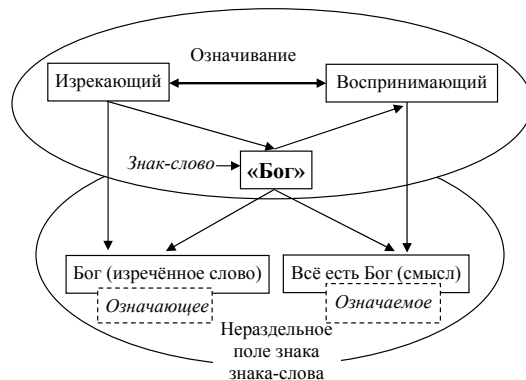 Означивание
Изрекающий
Воспринимающий
Знак-слово
«Бог»
Бог (изречённое слово)
Всё есть Бог (смысл)
Означающее
Означаемое
Нераздельное
поле знака
знака-слова